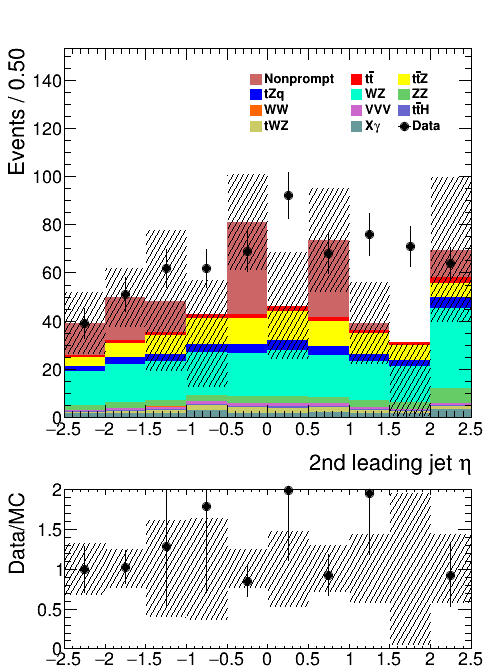 Events / 0.50
140
120
100
80
60
40
20
0
Nonprompt tt̄ tt̄Z
tZq WZ ZZ
WW VVV tt̄H
tWZ Xγ Data
−2.5 −2 −1.5 −1 −0.5 0 0.5 1 1.5 2 2.5
2nd leading jet η
Data/MC
2
1.5
1
0.5
0
−2.5 −2 −1.5 −1 −0.5 0 0.5 1 1.5 2 2.5